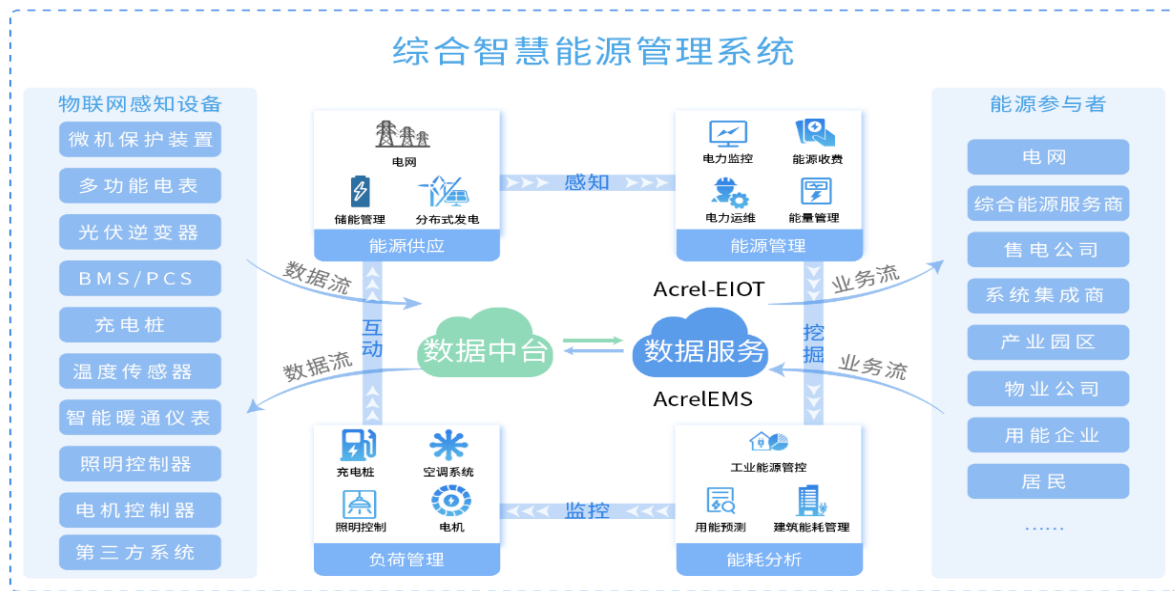 综合智慧能源管理系统
物联网感知设备
微机保护装置
多功能电表
光伏逆变器
BMS/PCS
充电桩
温度传感器
智能暖通仪表
照明控制器
电机控制器
第三方系统
数据流
数据流
电网
储能管理
分布式发电
能源供应
感知
电力监控
能源收费
电力运维
能量管理
能源管理
互动
数据中台
Acrel-EIOT
数据服务
AcrelEMS
挖掘
充电桩
空调系统
照明控制
电机
负荷管理
监控
工业能源管控
用能预测
建筑能耗管理
能耗分析
业务流
业务流
能源参与者
电网
综合能源服务商
售电公司
系统集成商
产业园区
物业公司
用能企业
居民
......